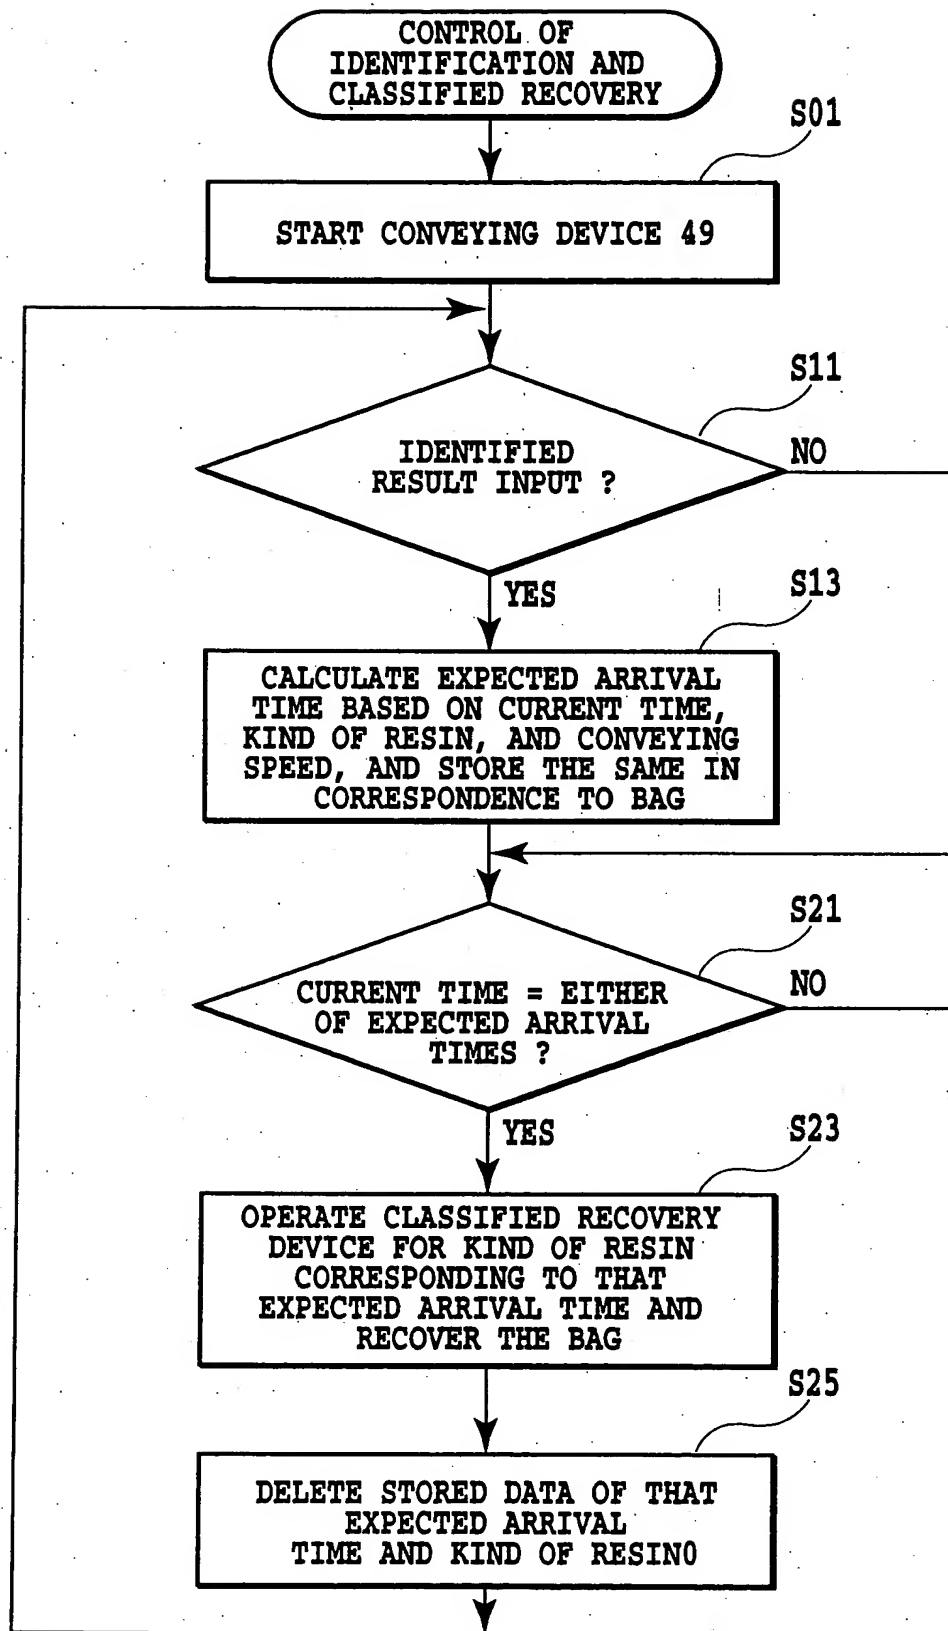 CONTROL OF
IDENTIFICATION AND
CLASSIFIED RECOVERY
S01
START CONVEYING DEVICE 49
S11
IDENTIFIED
RESULT INPUT ?
NO
YES
S13
CALCULATE EXPECTED ARRIVAL
TIME BASED ON CURRENT TIME,
KIND OF RESIN, AND CONVEYING
SPEED, AND STORE THE SAME IN
CORRESPONDENCE TO BAG
S21
CURRENT TIME = EITHER
OF EXPECTED ARRIVAL
TIMES ?
NO
YES
S23
OPERATE CLASSIFIED RECOVERY
DEVICE FOR KIND OF RESIN
CORRESPONDING TO THAT
EXPECTED ARRIVAL TIME AND
RECOVER THE BAG
S25
DELETE STORED DATA OF THAT
EXPECTED ARRIVAL
TIME AND KIND OF RESIN0